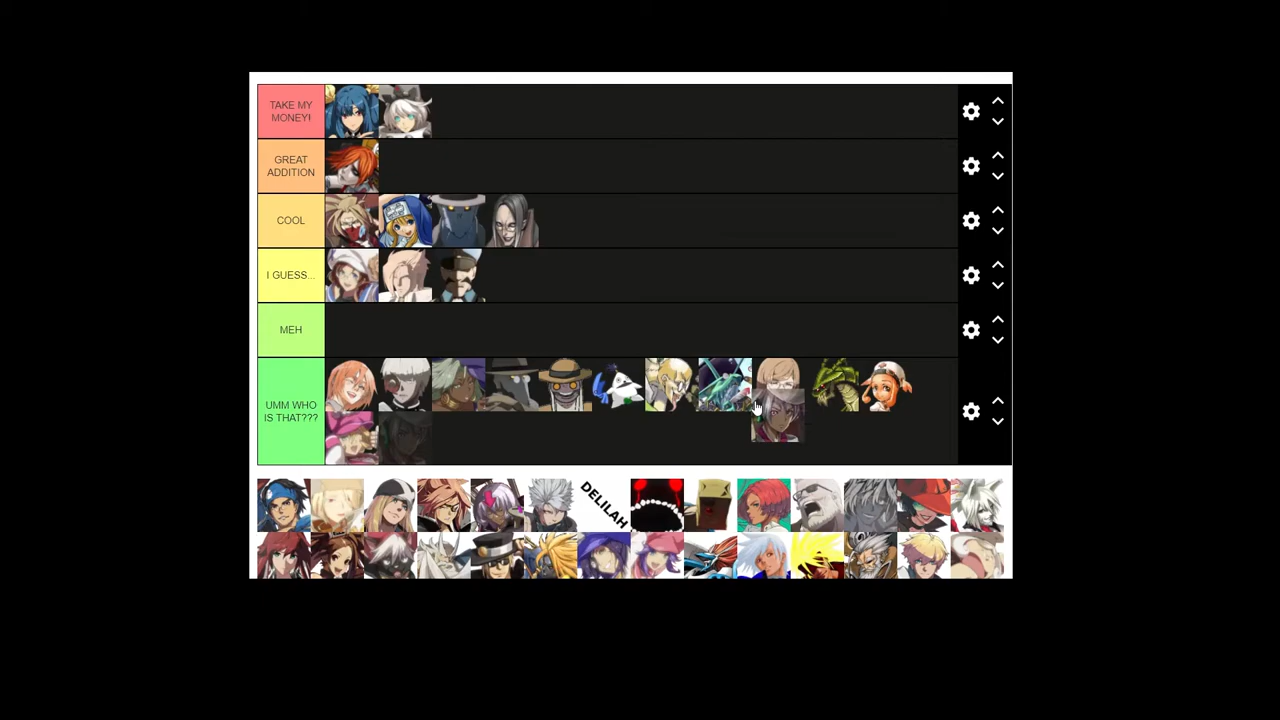 TAKE MY
MONEY!
GREAT
ADDITION
COOL
I GUESS...
MEH
UMM WHO
IS THAT???
DELILAH